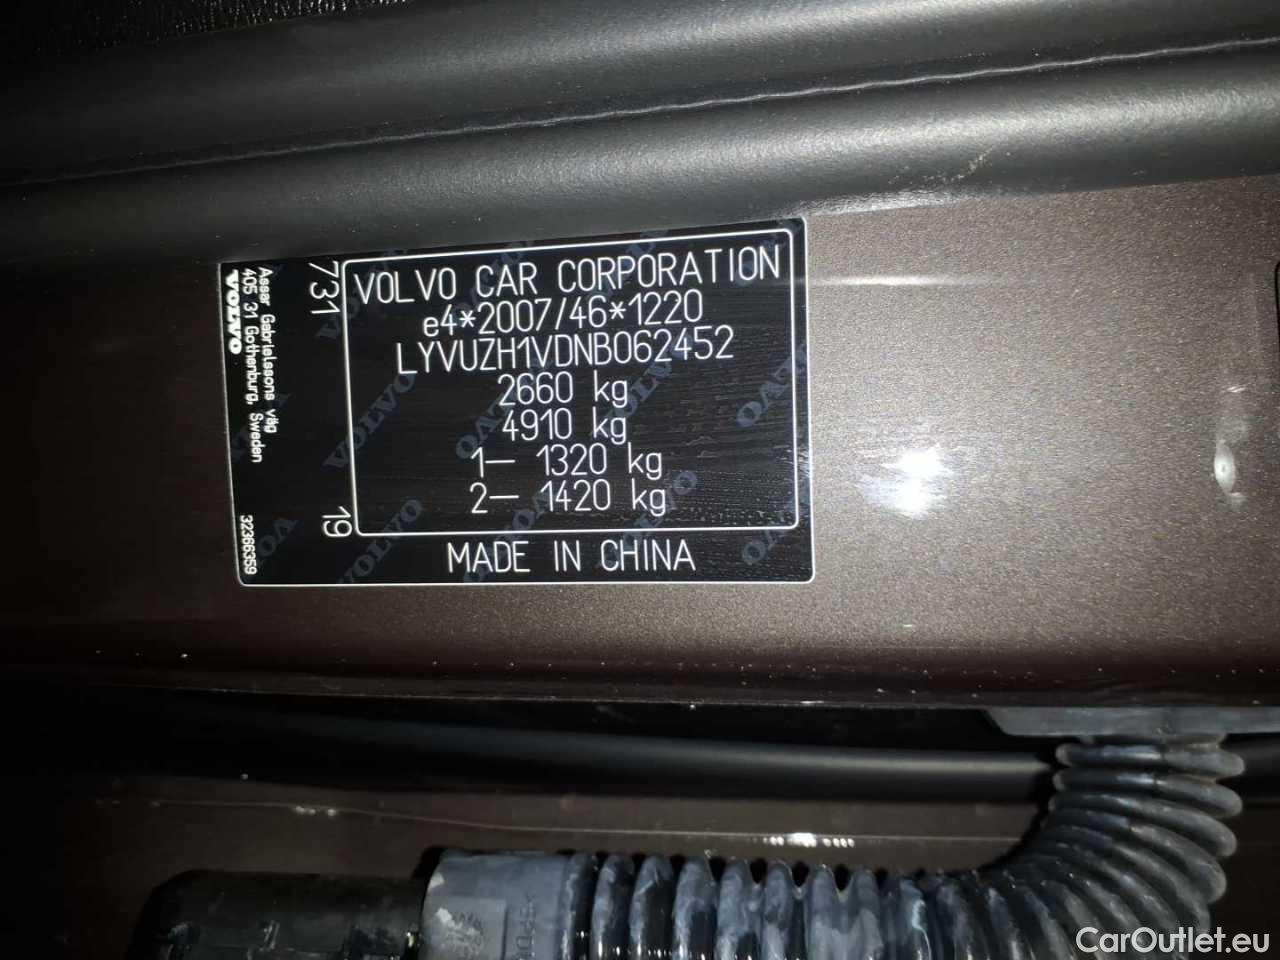 VOLVO CAR CORPORATION
e4*2007/46*1220
LYVUZH1VDNB062452
2660 kg
4910 kg
1— 1320 kg
2— 1420 kg
MADE IN CHINA
731
19
VOLVO
405 31 Gothenburg, Sweden
Assar Gabrielssons väg
32366359
CarOutlet.eu